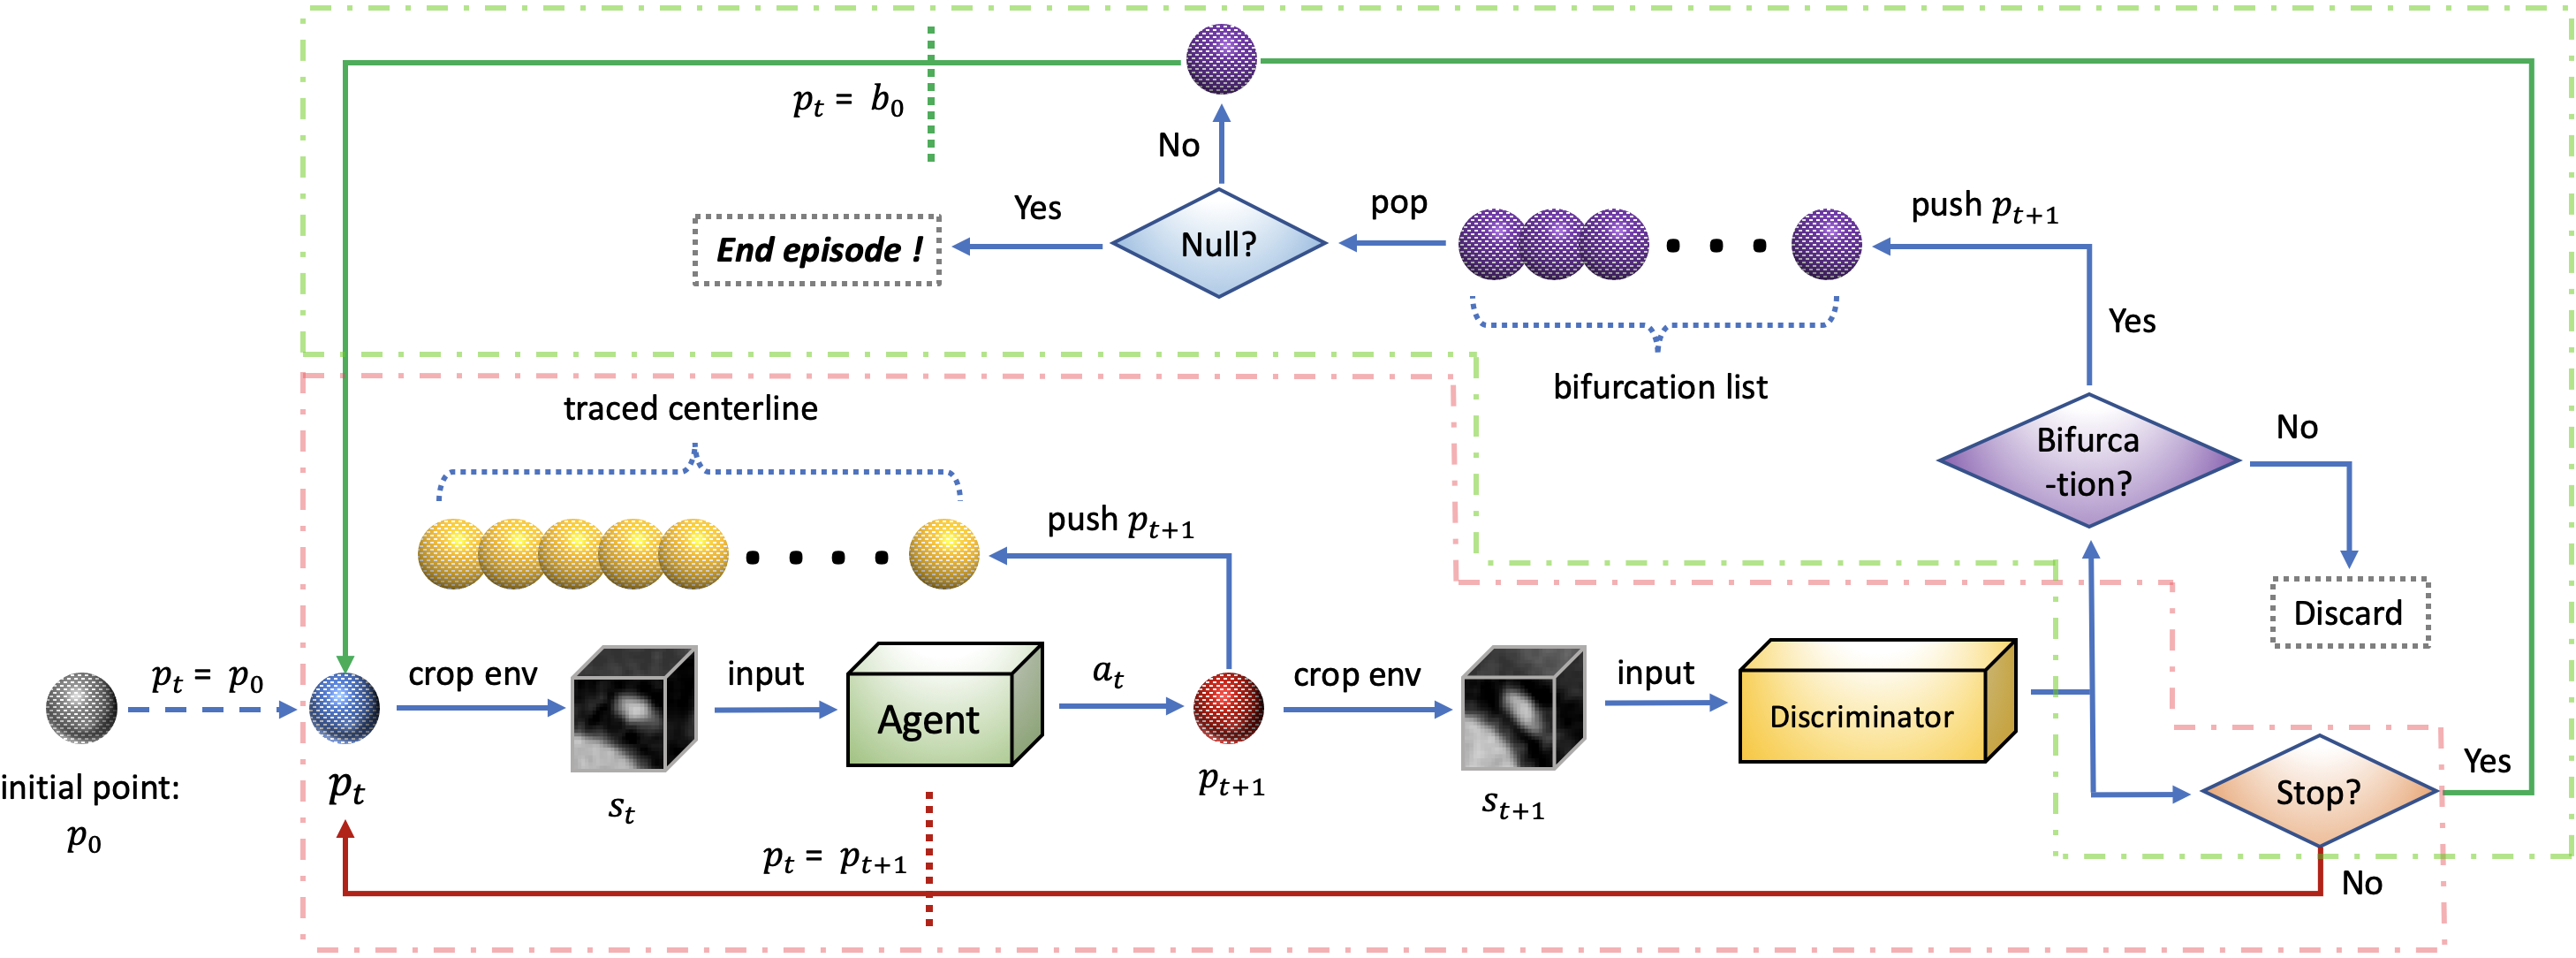 p_t = b_0
No
Yes
End episode !
Null?
pop
push p_{t+1}
bifurcation list
Yes
Bifurca
-tion?
No
Discard
traced centerline
push p_{t+1}
p_t = p_0
initial point:
p_0
p_t
crop env
s_t
input
Agent
a_t
p_{t+1}
crop env
s_{t+1}
input
Discriminator
Stop?
Yes
No
p_t = p_{t+1}